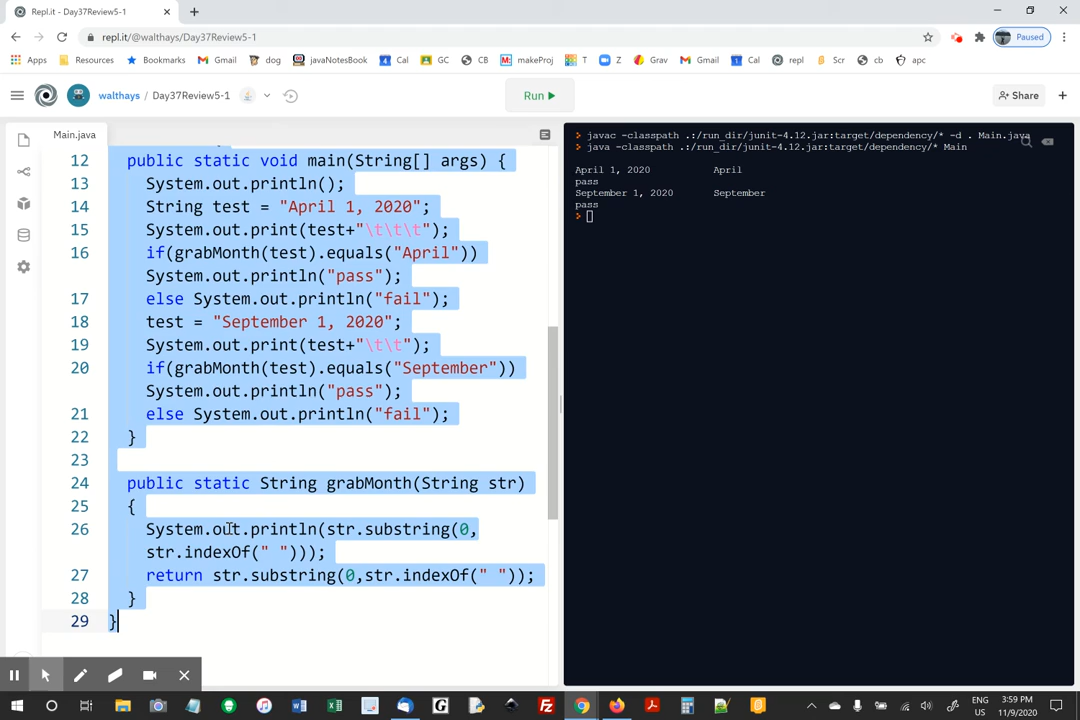 Repl.it - Day37Review5-1
repl.it/@walthays/Day37Review5-1
Paused
Apps Resources Bookmarks Gmail dog javaNotesBook Cal GC CB makeProj T Z Grav Gmail Cal repl Scr cb apc
walthays / Day37Review5-1
Run
Share
Main.java
12 public static void main(String[] args) {
13 System.out.println();
14 String test = "April 1, 2020";
15 System.out.print(test+"\t\t\t");
16 if(grabMonth(test).equals("April"))
System.out.println("pass");
17 else System.out.println("fail");
18 test = "September 1, 2020";
19 System.out.print(test+"\t\t");
20 if(grabMonth(test).equals("September"))
System.out.println("pass");
21 else System.out.println("fail");
22 }
23
24 public static String grabMonth(String str)
25 {
26 System.out.println(str.substring(0,
str.indexOf(" ")));
27 return str.substring(0,str.indexOf(" "));
28 }
29 }
javac -classpath .:/run_dir/junit-4.12.jar:target/dependency/* -d . Main.java
java -classpath .:/run_dir/junit-4.12.jar:target/dependency/* Main
April 1, 2020 April
pass
September 1, 2020 September
pass
ENG
US
3:59 PM
11/9/2020